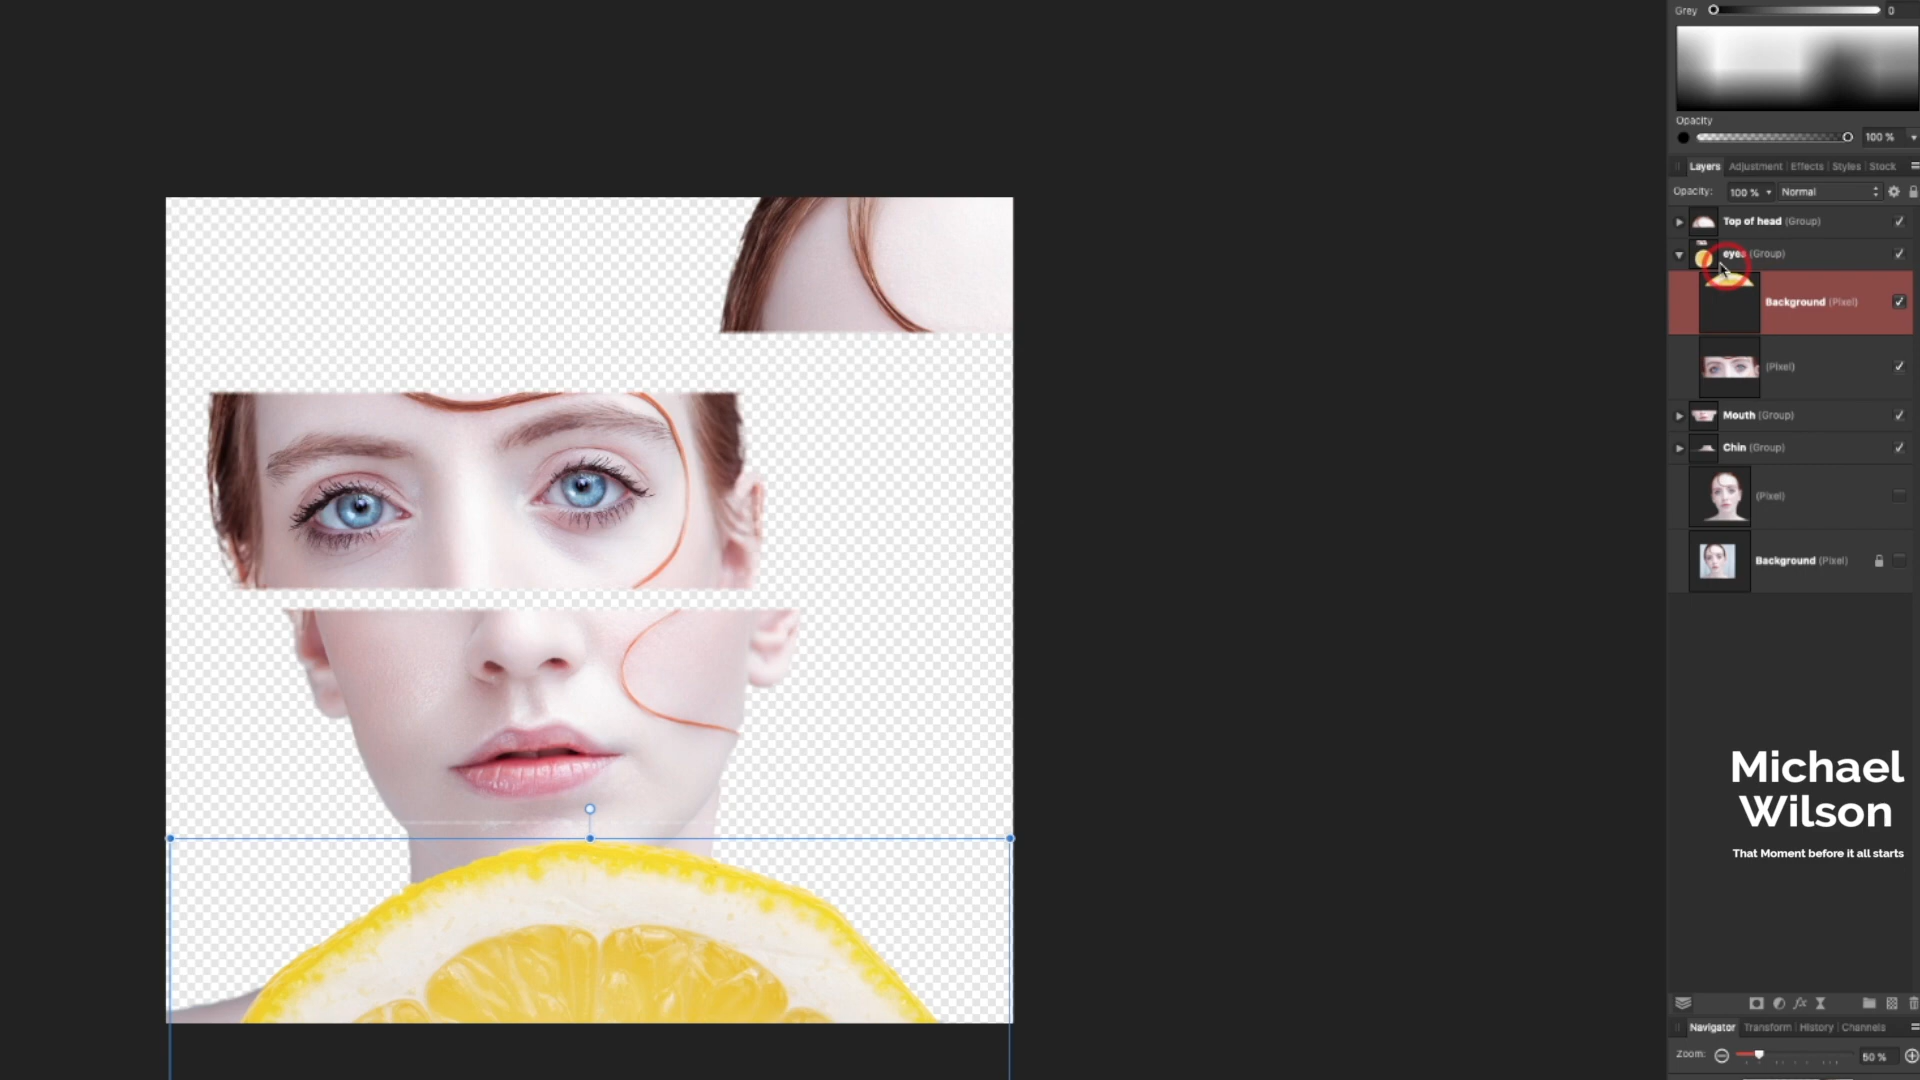 Grey 0
Opacity
100 %
Layers Adjustment Effects Styles Stock
Opacity: 100 % Normal
Top of head (Group)
eyes (Group)
Background (Pixel)
(Pixel)
Mouth (Group)
Chin (Group)
(Pixel)
Background (Pixel)
Michael
Wilson
That Moment before it all starts
fx
Navigator Transform History Channels
Zoom: 50 %